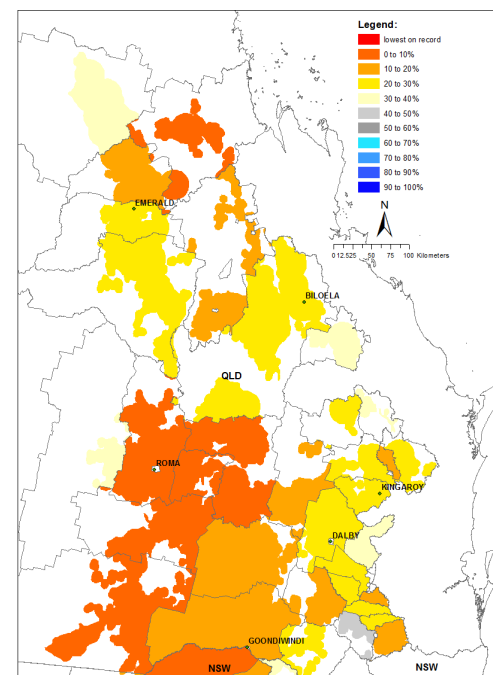 Legend:
lowest on record
0 to 10%
10 to 20%
20 to 30%
30 to 40%
40 to 50%
50 to 60%
60 to 70%
70 to 80%
80 to 90%
90 to 100%
N
0 12.525 50 75 100 Kilometers
EMERALD
BILOELA
QLD
ROMA
KINGAROY
DALBY
GOONDIWINDI
NSW
NSW